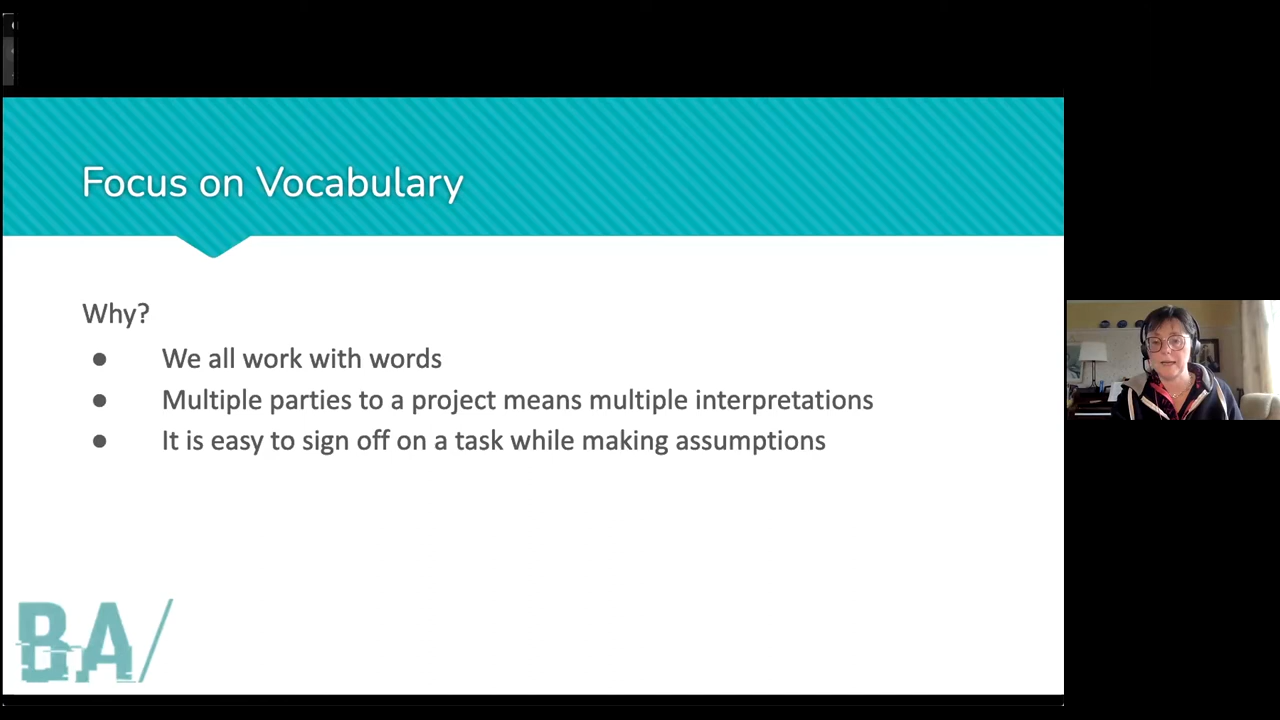 Focus on Vocabulary
Why?
● We all work with words
● Multiple parties to a project means multiple interpretations
● It is easy to sign off on a task while making assumptions
BA/